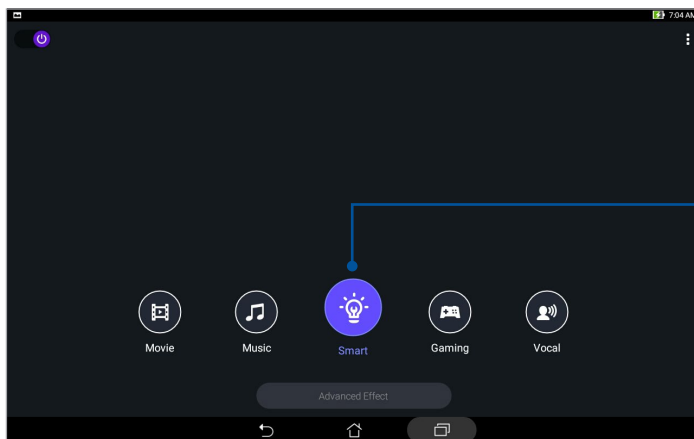 7:04 AM
Movie
Music
Smart
Gaming
Vocal
Advanced Effect